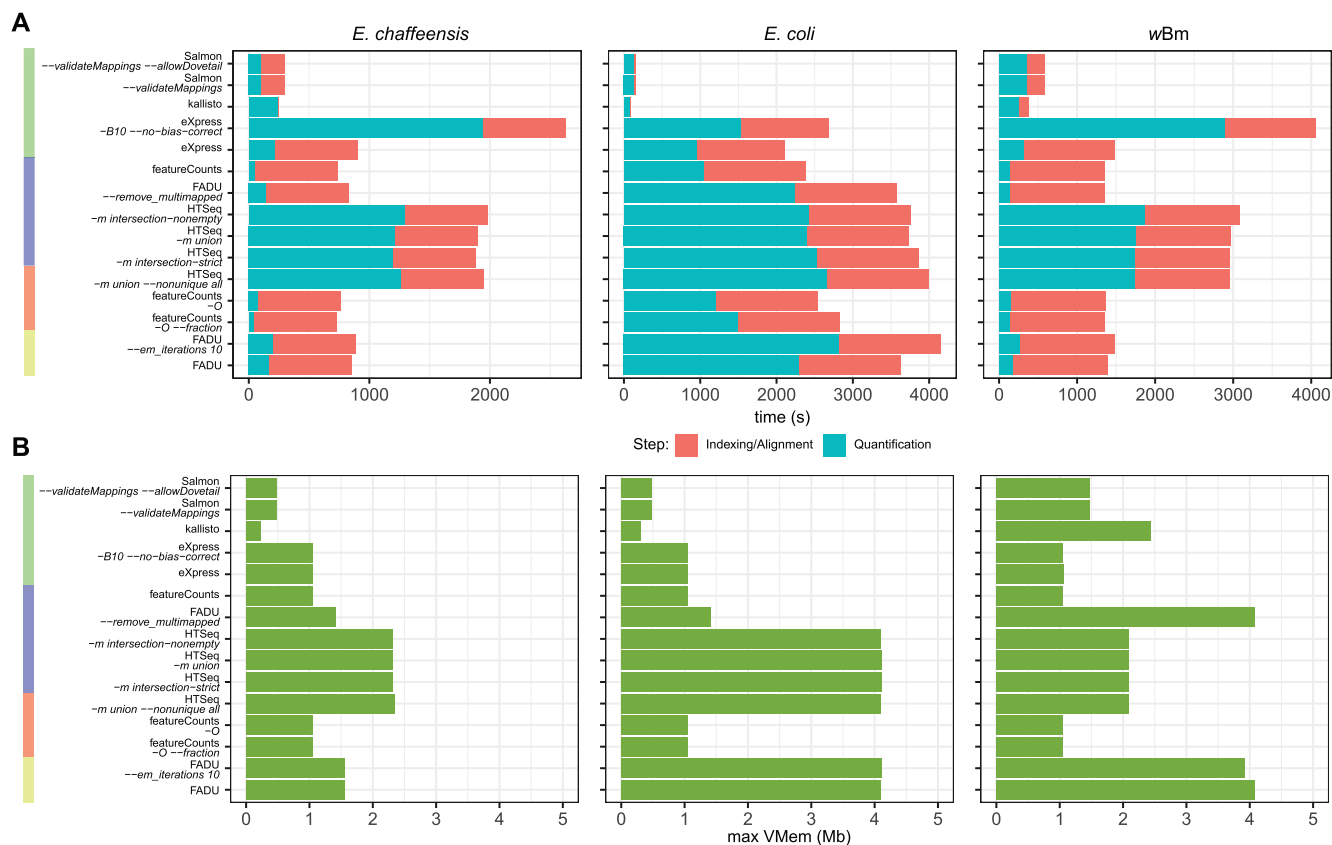 A
E. chaffeensis
E. coli
wBm
Salmon
−−validateMappings −−allowDovetail
Salmon
−−validateMappings
kallisto
eXpress
−B10 −−no−bias−correct
eXpress
featureCounts
FADU
−−remove_multimapped
HTSeq
−m intersection−nonempty
HTSeq
−m union
HTSeq
−m intersection−strict
HTSeq
−m union −−nonunique all
featureCounts
−O
featureCounts
−O −−fraction
FADU
−−em_iterations 10
FADU
0 1000 2000
0 1000 2000 3000 4000
0 1000 2000 3000 4000
time (s)
Step: Indexing/Alignment Quantification
B
Salmon
−−validateMappings −−allowDovetail
Salmon
−−validateMappings
kallisto
eXpress
−B10 −−no−bias−correct
eXpress
featureCounts
FADU
−−remove_multimapped
HTSeq
−m intersection−nonempty
HTSeq
−m union
HTSeq
−m intersection−strict
HTSeq
−m union −−nonunique all
featureCounts
−O
featureCounts
−O −−fraction
FADU
−−em_iterations 10
FADU
0 1 2 3 4 5
0 1 2 3 4 5
0 1 2 3 4 5
max VMem (Mb)